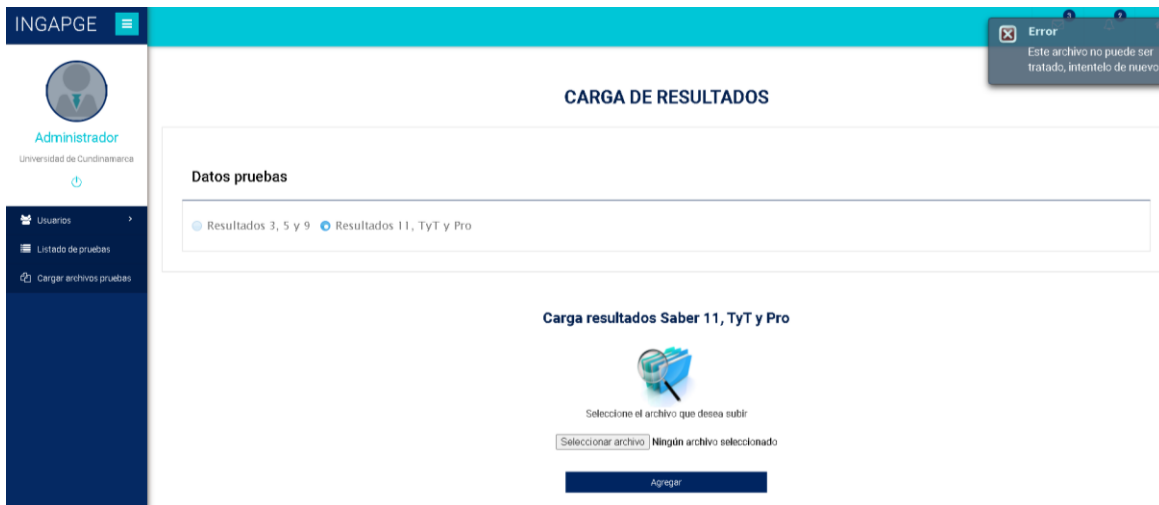 INGAPGE
3
2
Error
Este archivo no puede ser
tratado, intentelo de nuevo
CARGA DE RESULTADOS
Administrador
Universidad de Cundinamarca
Datos pruebas
Usuarios
Resultados 3, 5 y 9 Resultados 11, TyT y Pro
Listado de pruebas
Cargar archivos pruebas
Carga resultados Saber 11, TyT y Pro
Seleccione el archivo que desea subir
Seleccionar archivo Ningún archivo seleccionado
Agregar